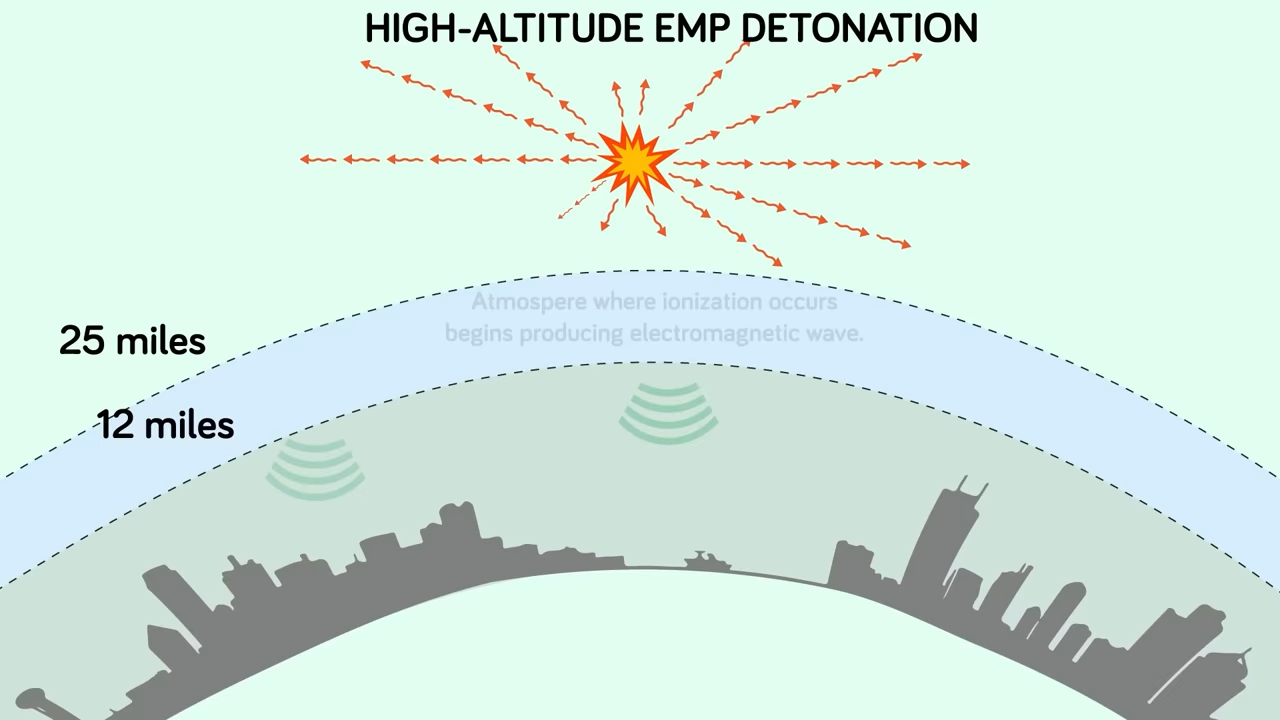 HIGH-ALTITUDE EMP DETONATION
Atmospere where ionization occurs
begins producing electromagnetic wave.
25 miles
12 miles